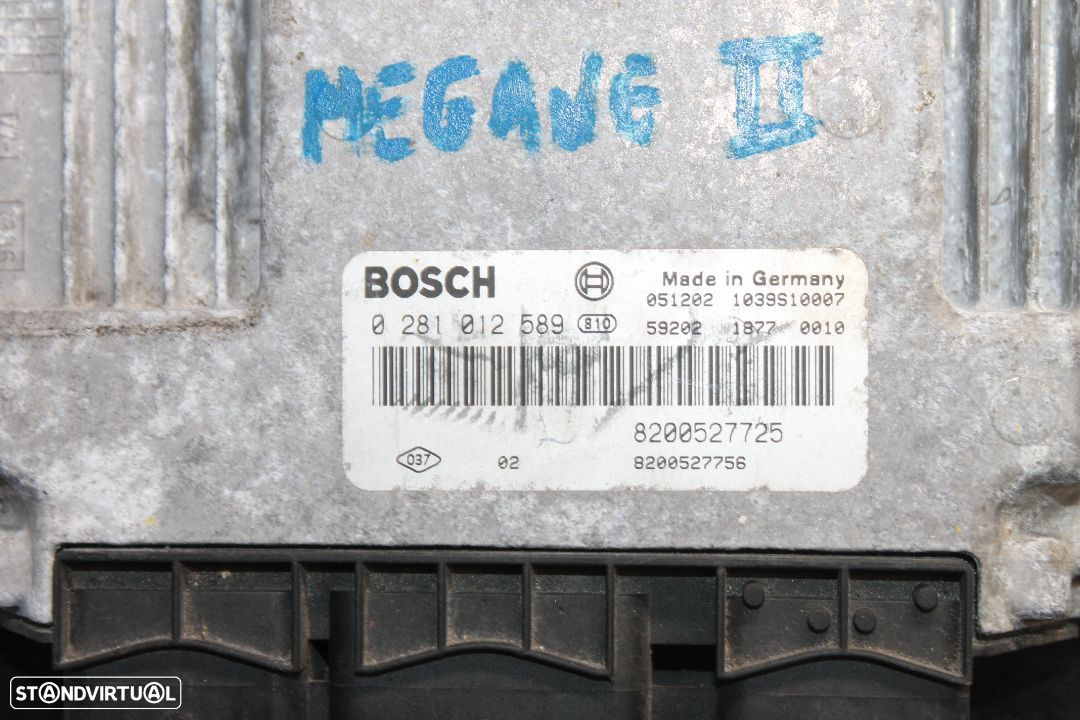 MEGANE II
BOSCH
Made in Germany
051202 1039S10007
0 281 012 589 810
59202 1877 0010
8200527725
037 02 8200527756
STANDVIRTUAL